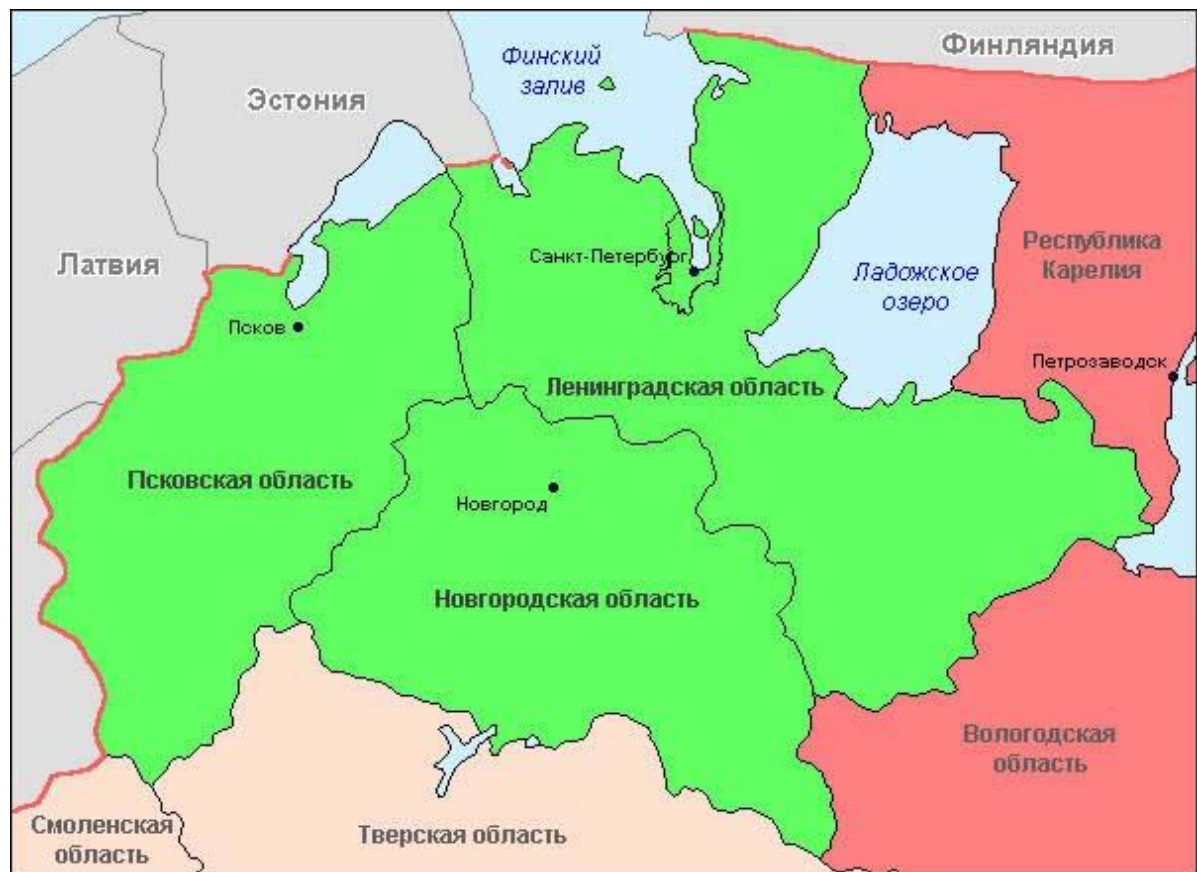 Финляндия
Финский
залив
Эстония
Латвия
Республика
Карелия
Санкт-Петербург
Ладожское
озеро
Псков
Петрозаводск
Ленинградская область
Псковская область
Новгород
Новгородская область
Вологодская
область
Смоленская
область
Тверская область